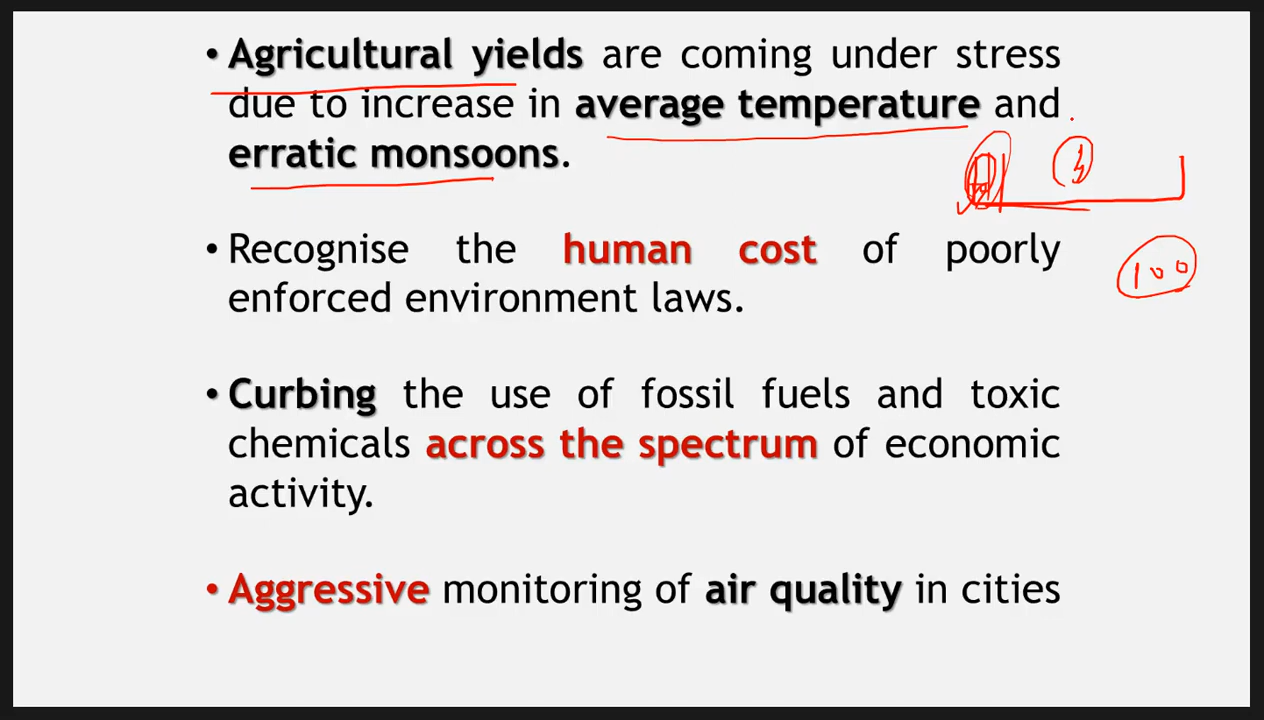 • Agricultural yields are coming under stress
due to increase in average temperature and
erratic monsoons.
• Recognise the human cost of poorly
enforced environment laws.
100
• Curbing the use of fossil fuels and toxic
chemicals across the spectrum of economic
activity.
• Aggressive monitoring of air quality in cities